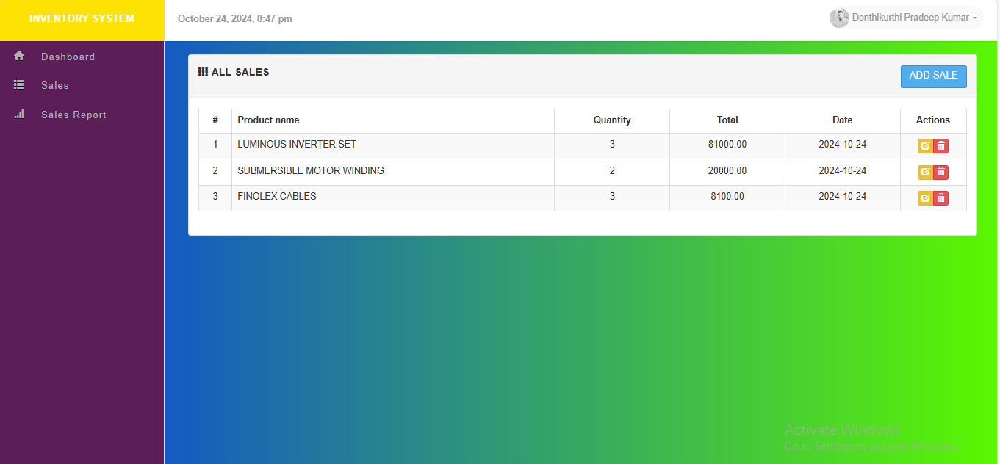 INVENTORY SYSTEM
October 24, 2024, 8:47 pm
Donthikurthi Pradeep Kumar
Dashboard
Sales
Sales Report
ALL SALES
ADD SALE
# Product name Quantity Total Date Actions
1 LUMINOUS INVERTER SET 3 81000.00 2024-10-24
2 SUBMERSIBLE MOTOR WINDING 2 20000.00 2024-10-24
3 FINOLEX CABLES 3 8100.00 2024-10-24
Activate Windows
Go to Settings to activate Windows.